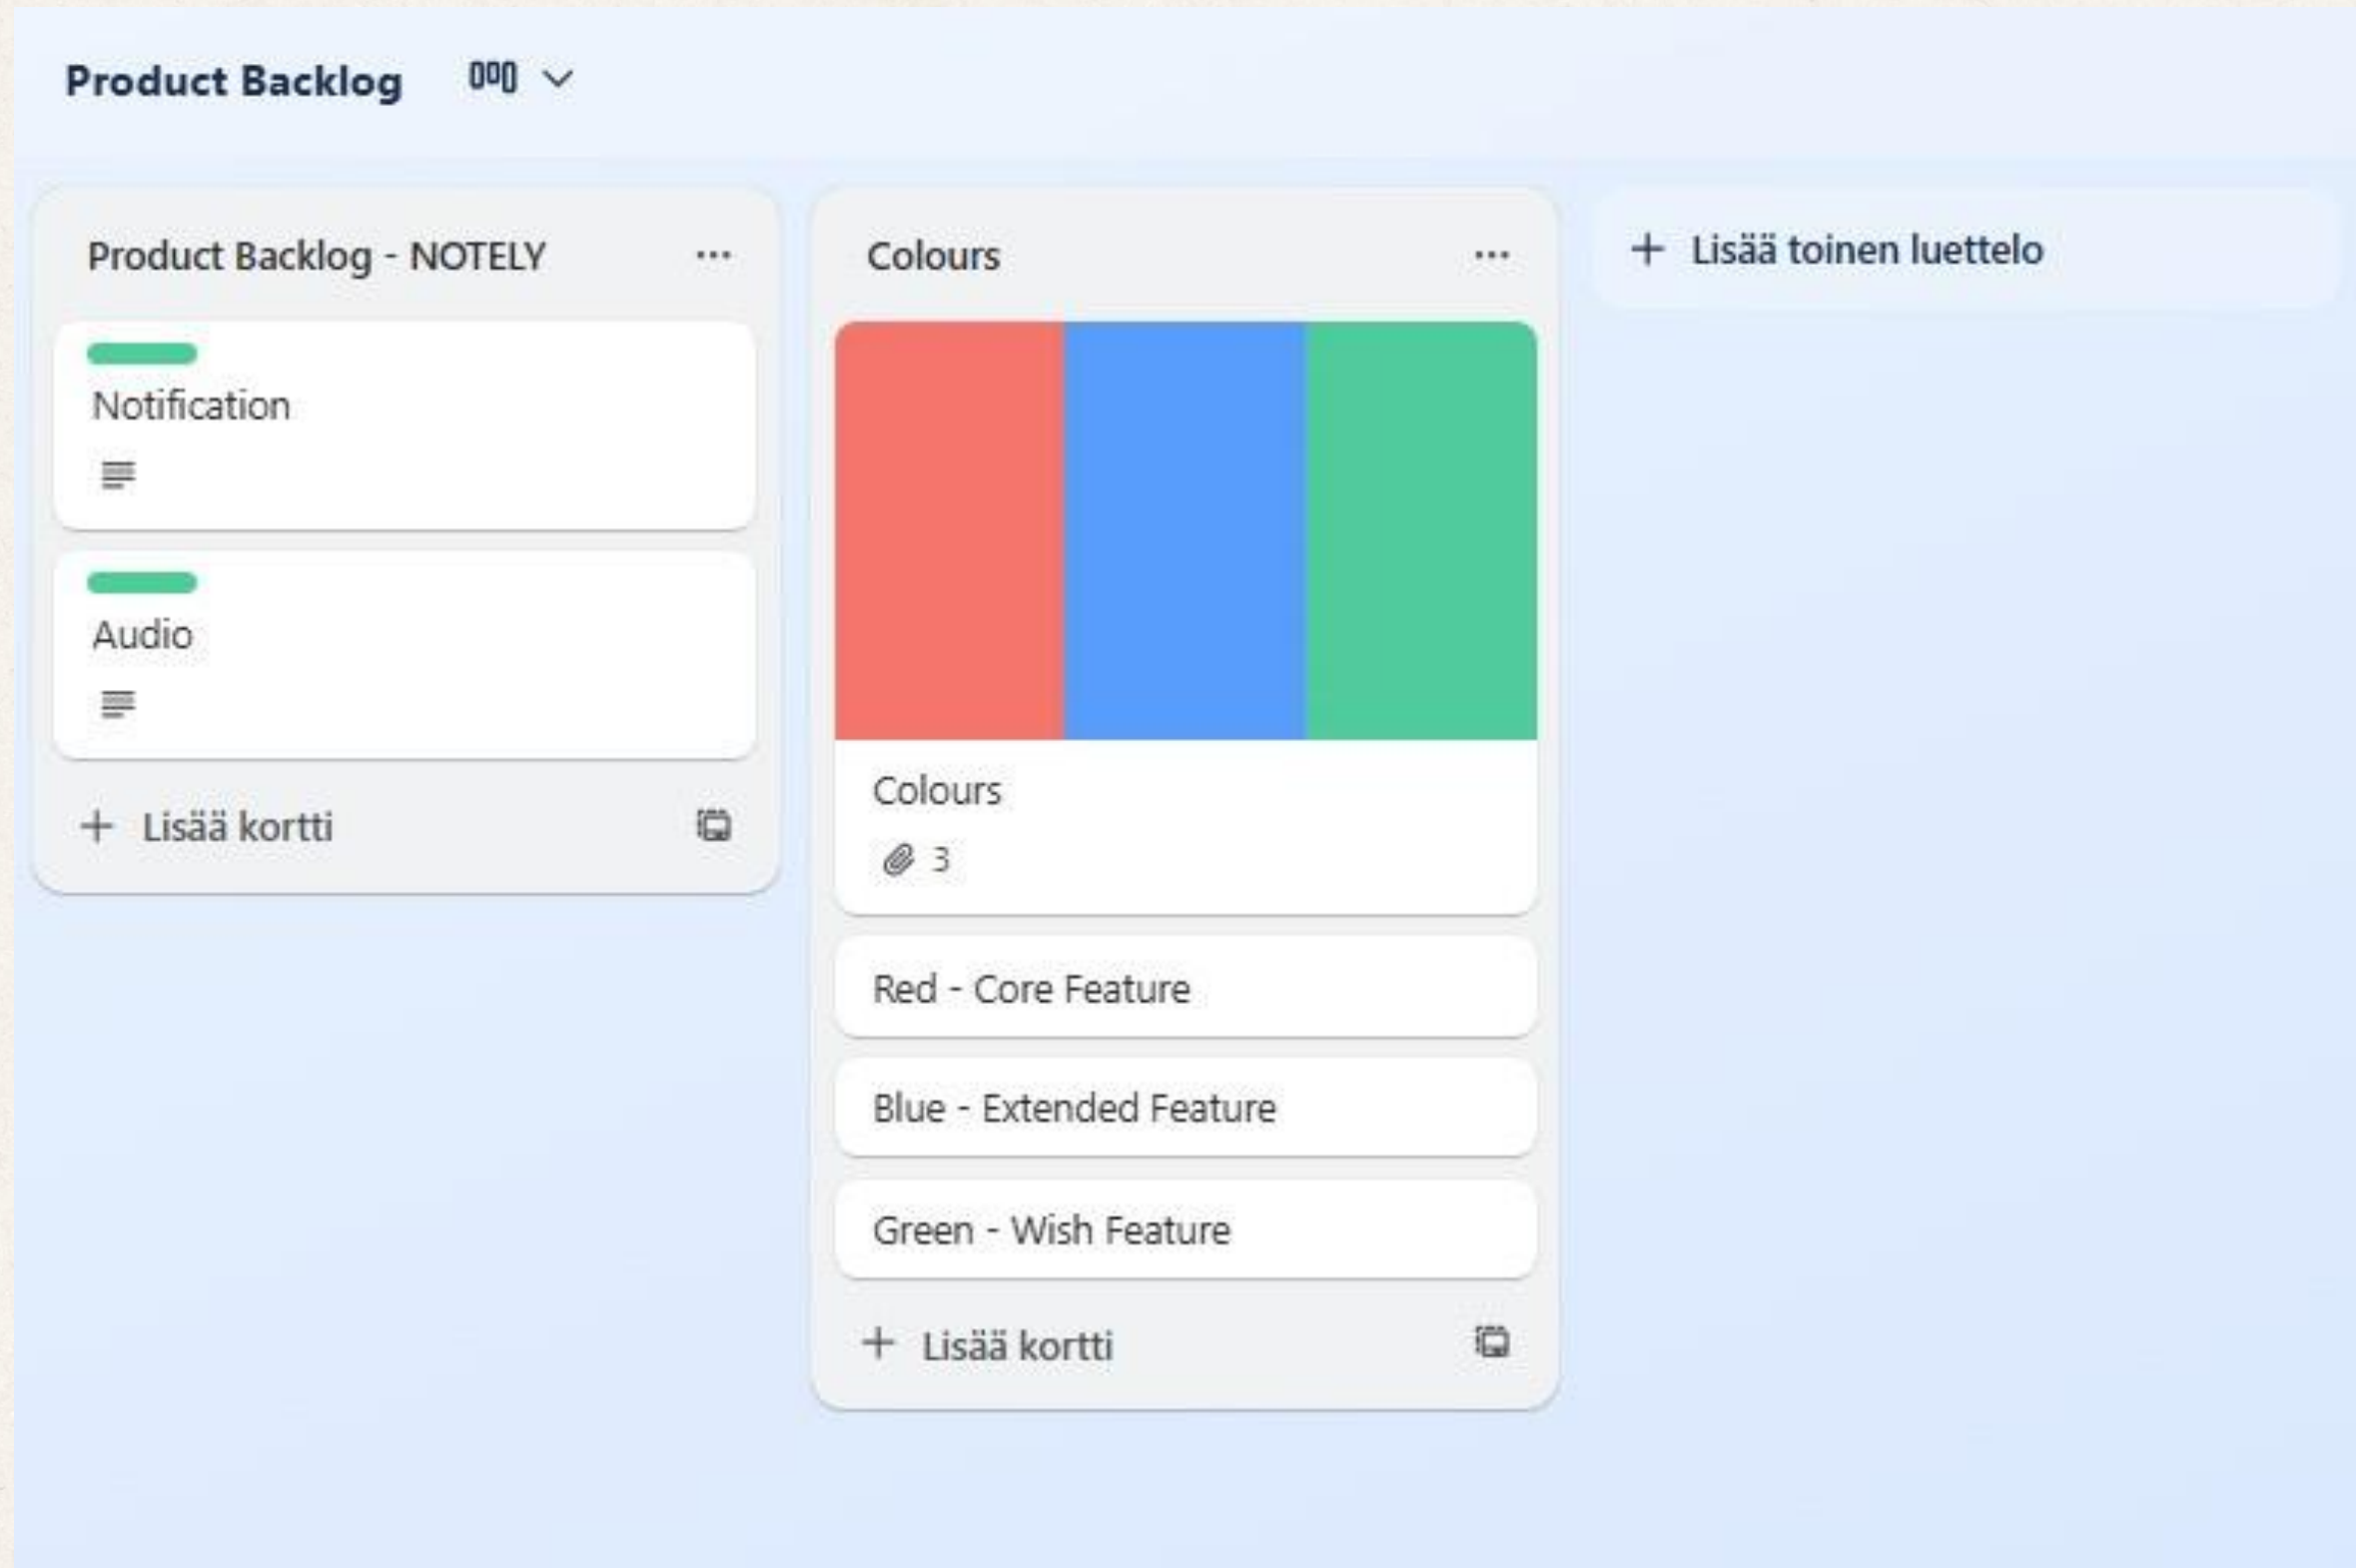 Product Backlog
Product Backlog - NOTELY
Notification
Audio
+ Lisää kortti
Colours
Colours
3
Red - Core Feature
Blue - Extended Feature
Green - Wish Feature
+ Lisää kortti
+ Lisää toinen luettelo